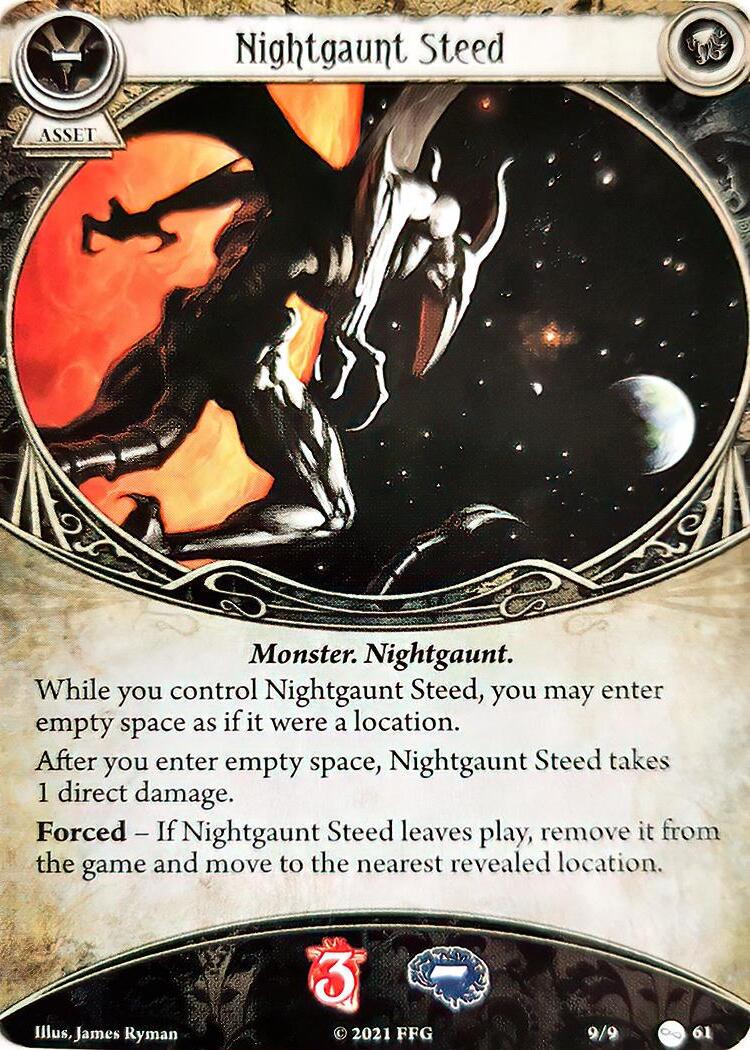 Nightgaunt Steed
–
ASSET
Monster. Nightgaunt.
While you control Nightgaunt Steed, you may enter
empty space as if it were a location.
After you enter empty space, Nightgaunt Steed takes
1 direct damage.
Forced – If Nightgaunt Steed leaves play, remove it from
the game and move to the nearest revealed location.
3
–
Illus. James Ryman
© 2021 FFG
9/9
61